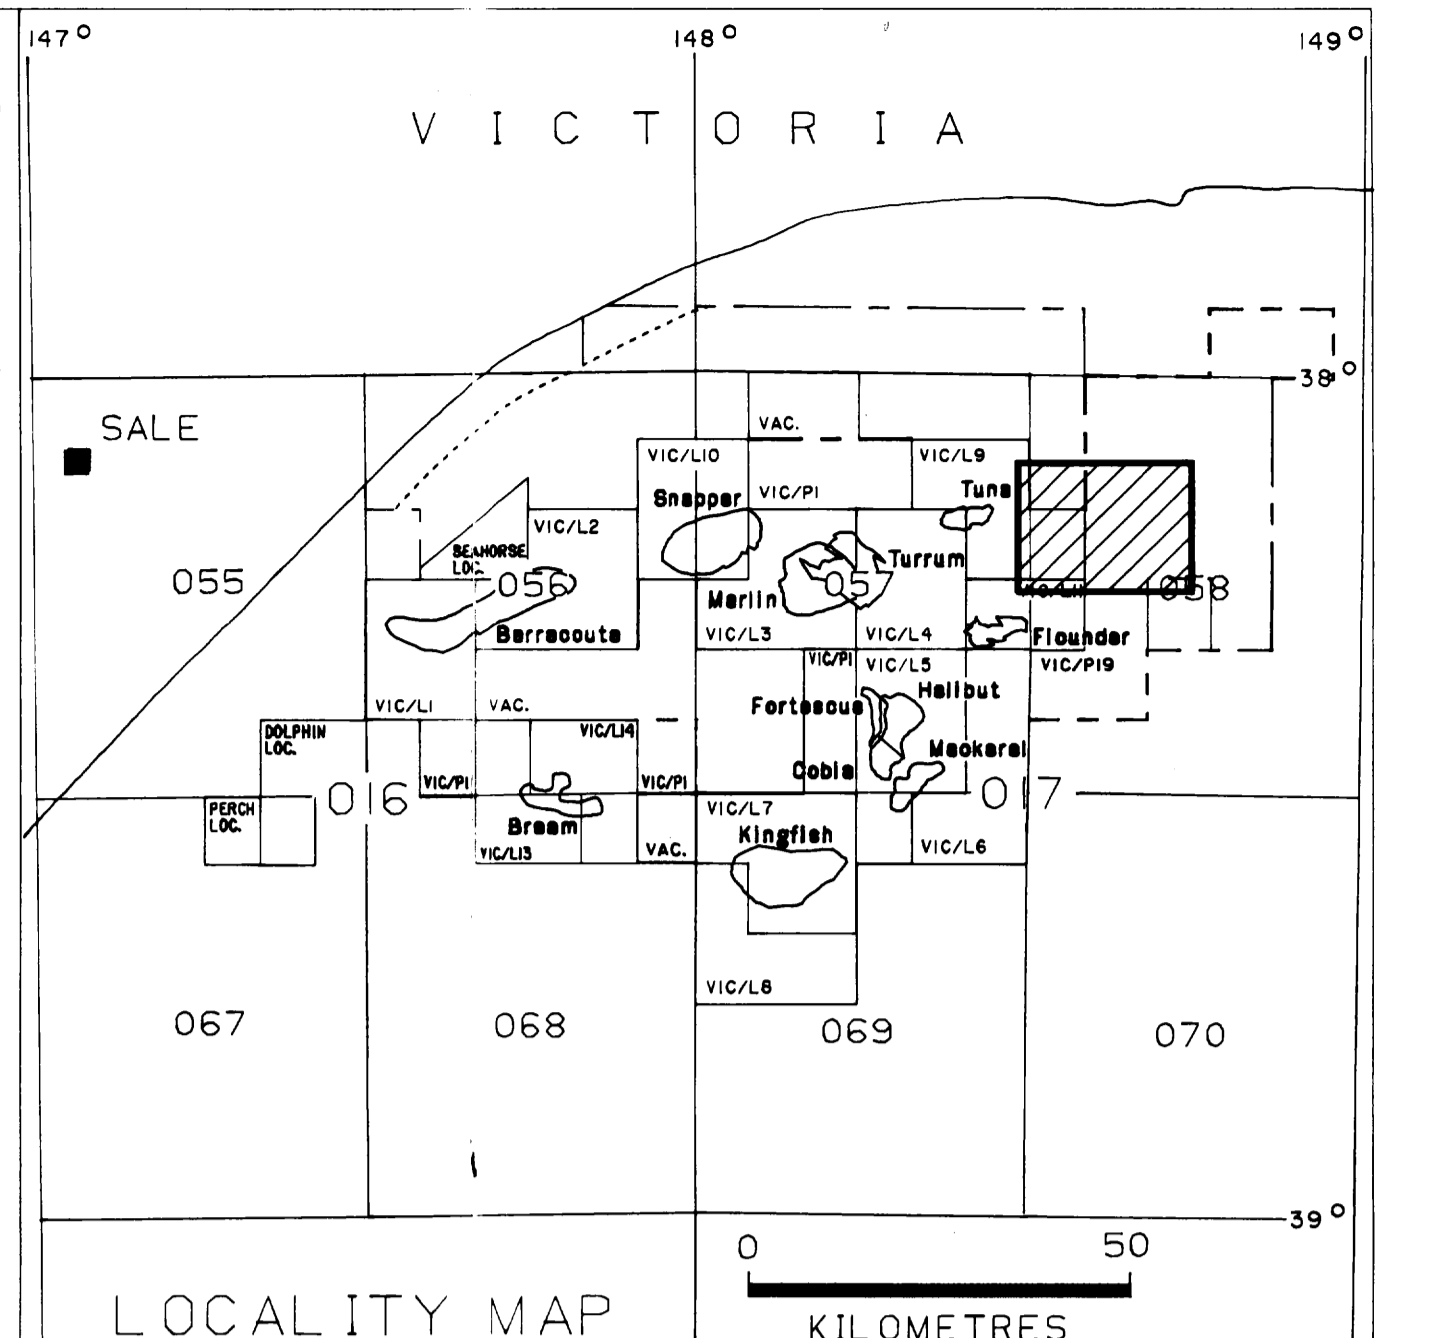 147° 148° 149°
VICTORIA
38°
SALE
VAC.
VIC/L10
VIC/L9
Snapper
VIC/P1
Tuna
VIC/L2
SEAHORSE
LOC.
055
056
Turrum
05
058
Marlin
Barracouta
VIC/L3
VIC/L4
Flounder
VIC/P1
VIC/L5
VIC/P19
Halibut
Fortescue
VIC/L1
VAC.
DOLPHIN
LOC.
VIC/L14
Mackerel
Cobia
VIC/P1
VIC/P1
016
017
PERCH
LOC.
VIC/L7
Bream
Kingfish
VIC/L13
VAC.
VIC/L6
VIC/L8
067
068
069
070
39°
0 50
KILOMETRES
LOCALITY MAP